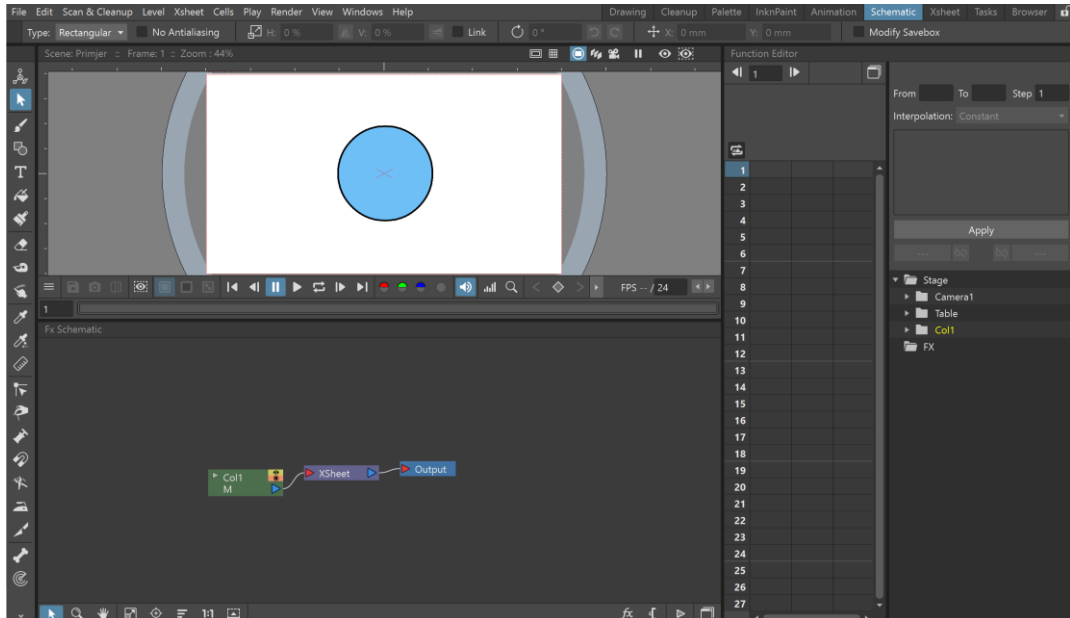 File Edit Scan & Cleanup Level Xsheet Cells Play Render View Windows Help Drawing Cleanup Palette InknPaint Animation Schematic Xsheet Tasks Browser
Type: Rectangular No Antialiasing H: 0 % V: 0 % Link 0 ° X: 0 mm Y: 0 mm Modify Savebox
Scene: Primjer :: Frame: 1 :: Zoom : 44% Function Editor
1
From To Step 1
Interpolation: Constant
Apply
... ...
Stage
Camera1
Table
Col1
FX
1
2
3
4
5
6
7
8
9
10
11
12
13
14
15
16
17
18
19
20
21
22
23
24
25
26
27
FPS -- / 24
1
Fx Schematic
Col1
M
XSheet
Output
1:1 fx